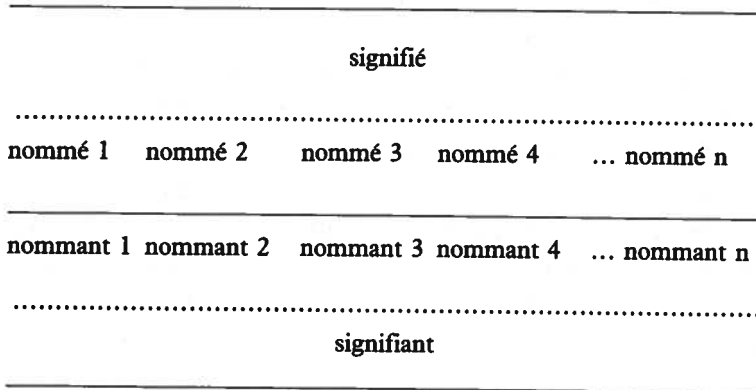 signifié
nommé 1 nommé 2 nommé 3 nommé 4 ... nommé n
nommant 1 nommant 2 nommant 3 nommant 4 ... nommant n
signifiant